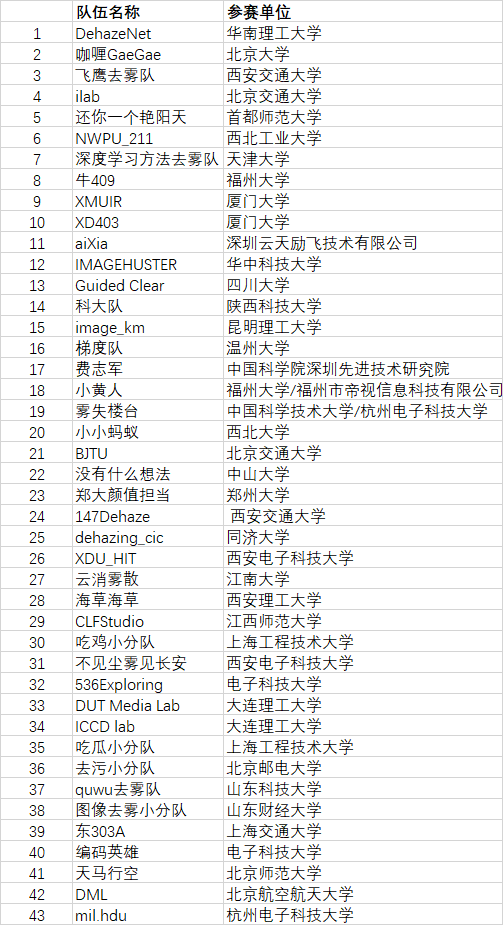 队伍名称 参赛单位
1 DehazeNet 华南理工大学
2 咖喱GaeGae 北京大学
3 飞鹰去雾队 西安交通大学
4 ilab 北京交通大学
5 还你一个艳阳天 首都师范大学
6 NWPU_211 西北工业大学
7 深度学习方法去雾队 天津大学
8 牛409 福州大学
9 XMUIR 厦门大学
10 XD403 厦门大学
11 aiXia 深圳云天励飞技术有限公司
12 IMAGEHUSTER 华中科技大学
13 Guided Clear 四川大学
14 科大队 陕西科技大学
15 image_km 昆明理工大学
16 梯度队 温州大学
17 费志军 中国科学院深圳先进技术研究院
18 小黄人 福州大学/福州市帝视信息科技有限公司
19 雾失楼台 中国科学技术大学/杭州电子科技大学
20 小小蚂蚁 西北大学
21 BJTU 北京交通大学
22 没有什么想法 中山大学
23 郑大颜值担当 郑州大学
24 147Dehaze 西安交通大学
25 dehazing_cic 同济大学
26 XDU_HIT 西安电子科技大学
27 云消雾散 江南大学
28 海草海草 西安理工大学
29 CLFStudio 江西师范大学
30 吃鸡小分队 上海工程技术大学
31 不见尘雾见长安 西安电子科技大学
32 536Exploring 电子科技大学
33 DUT Media Lab 大连理工大学
34 ICCD lab 大连理工大学
35 吃瓜小分队 上海工程技术大学
36 去污小分队 北京邮电大学
37 quwu去雾队 山东科技大学
38 图像去雾小分队 山东财经大学
39 东303A 上海交通大学
40 编码英雄 电子科技大学
41 天马行空 北京师范大学
42 DML 北京航空航天大学
43 mil.hdu 杭州电子科技大学